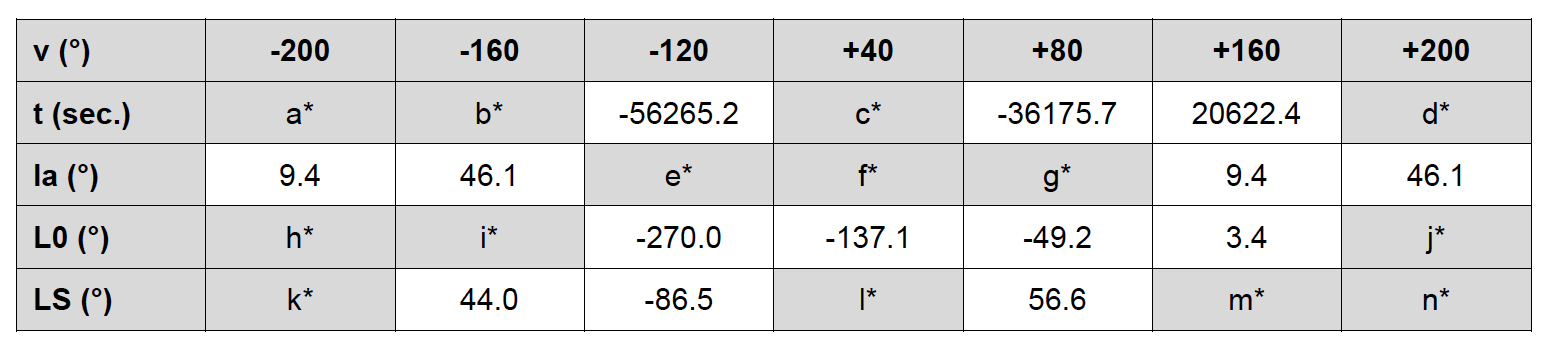 v (°) -200 -160 -120 +40 +80 +160 +200
t (sec.) a* b* -56265.2 c* -36175.7 20622.4 d*
la (°) 9.4 46.1 e* f* g* 9.4 46.1
L0 (°) h* i* -270.0 -137.1 -49.2 3.4 j*
LS (°) k* 44.0 -86.5 l* 56.6 m* n*